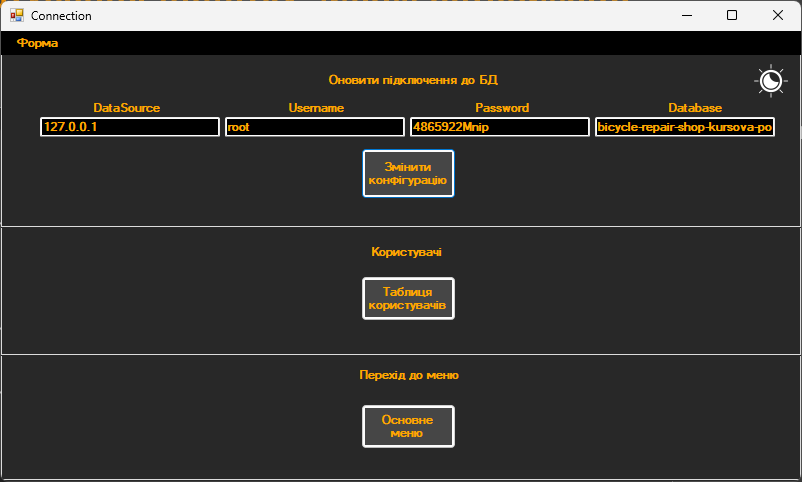 Connection
Форма
Оновити підключення до БД
DataSource Username Password Database
127.0.0.1 root 4865922Mnip bicycle-repair-shop-kursova-po
Змінити
конфігурацію
Користувачі
Таблиця
користувачів
Перехід до меню
Основне
меню